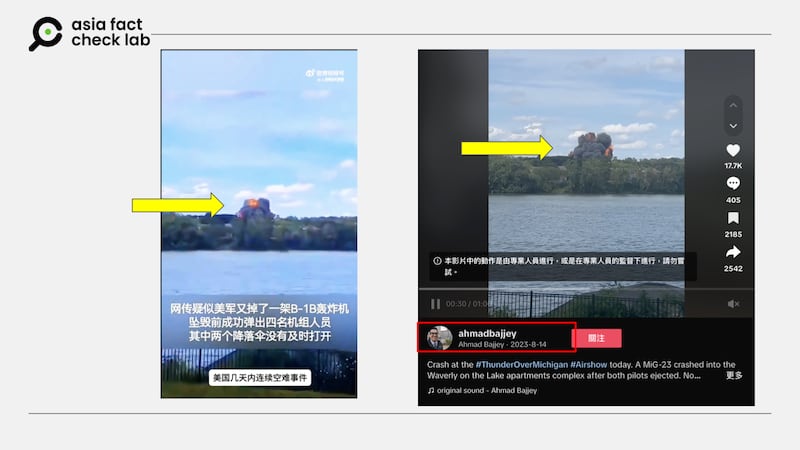 asia fact
check lab
网传疑似美军又掉了一架B-1B轰炸机
坠毁前成功弹出四名机组人员
其中两个降落伞没有及时打开
美国几天内连续空难事件
17.7K
405
2185
2542
本影片中的動作是由專業人員進行，或是在專業人員的監督下進行，請勿嘗
試。
00:30 / 01:00
ahmadbajjey
Ahmad Bajjey · 2023-8-14
關注
Crash at the #ThunderOverMichigan #Airshow today. A MiG-23 crashed into the
Waverly on the Lake apartments complex after both pilots ejected. No...
更多
original sound - Ahmad Bajjey